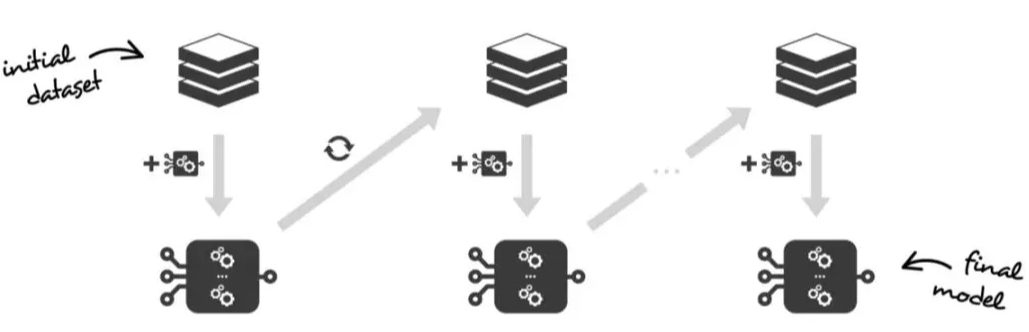 initial
dataset
final
model